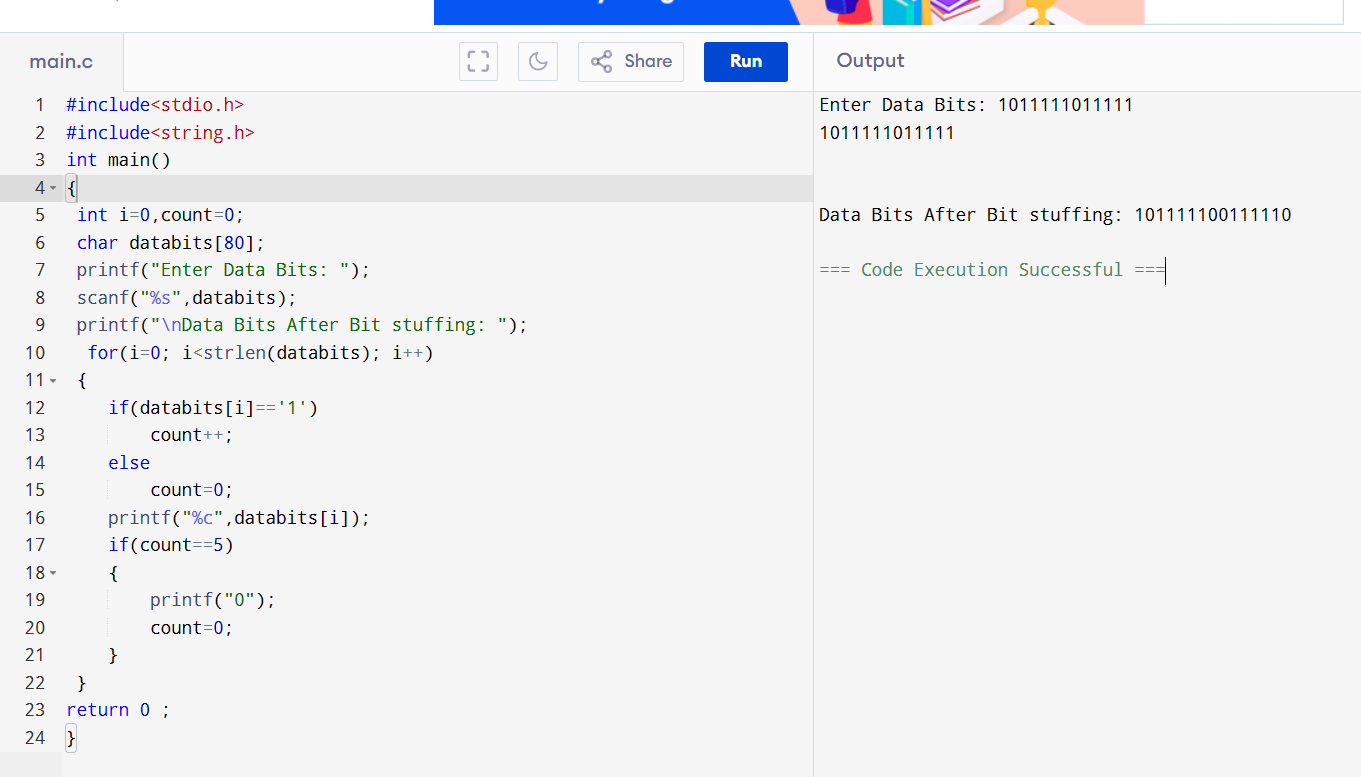 main.c
Share
Run
Output
1 #include<stdio.h>
2 #include<string.h>
3 int main()
4 {
5 int i=0,count=0;
6 char databits[80];
7 printf("Enter Data Bits: ");
8 scanf("%s",databits);
9 printf("\nData Bits After Bit stuffing: ");
10 for(i=0; i<strlen(databits); i++)
11 {
12 if(databits[i]=='1')
13 count++;
14 else
15 count=0;
16 printf("%c",databits[i]);
17 if(count==5)
18 {
19 printf("0");
20 count=0;
21 }
22 }
23 return 0 ;
24 }
Enter Data Bits: 1011111011111
1011111011111
Data Bits After Bit stuffing: 101111100111110
=== Code Execution Successful ===